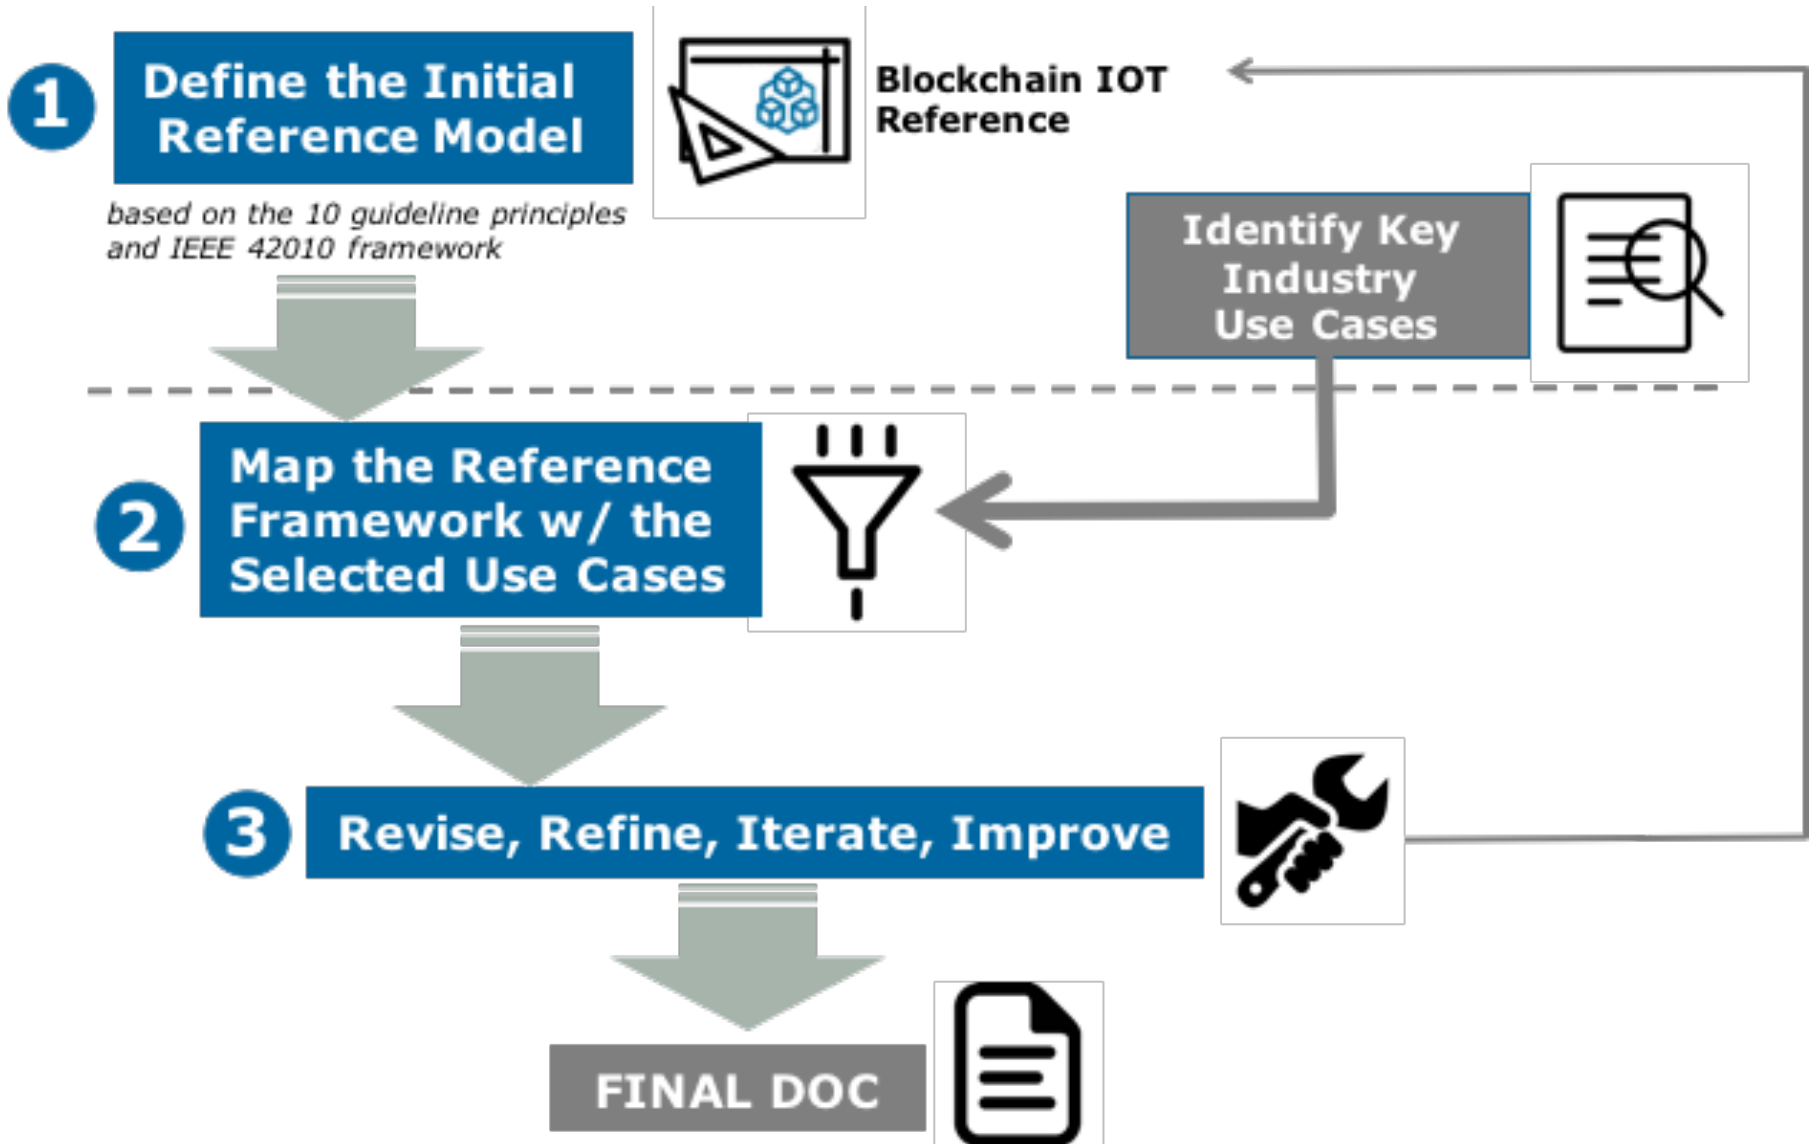 1
Define the Initial
Reference Model
Blockchain IOT
Reference
based on the 10 guideline principles
and IEEE 42010 framework
Identify Key
Industry
Use Cases
2
Map the Reference
Framework w/ the
Selected Use Cases
3
Revise, Refine, Iterate, Improve
FINAL DOC